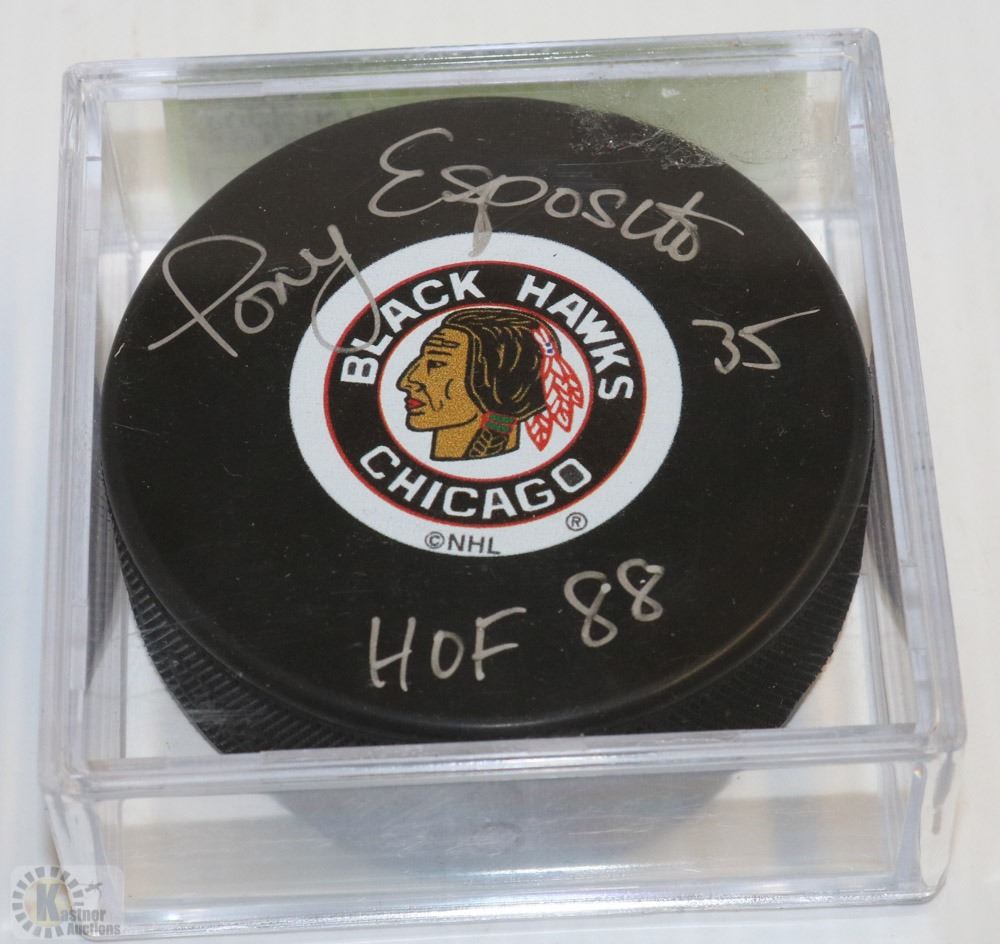 Tony Esposito
35
BLACK HAWKS
CHICAGO
®
©NHL
HOF 88
Kastner
Auctions